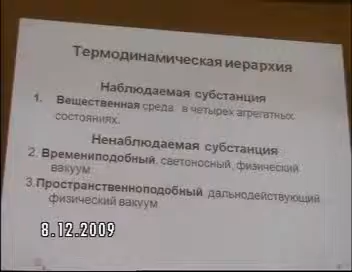 Термодинамическая иерархия
Наблюдаемая субстанция
1. Вещественная среда в четырех агрегатных
состояниях.
Ненаблюдаемая субстанция
2. Времениподобный, светоносный, физический
вакуум
3.Пространственноподобный, дальнодействующий
физический вакуум
8.12.2009